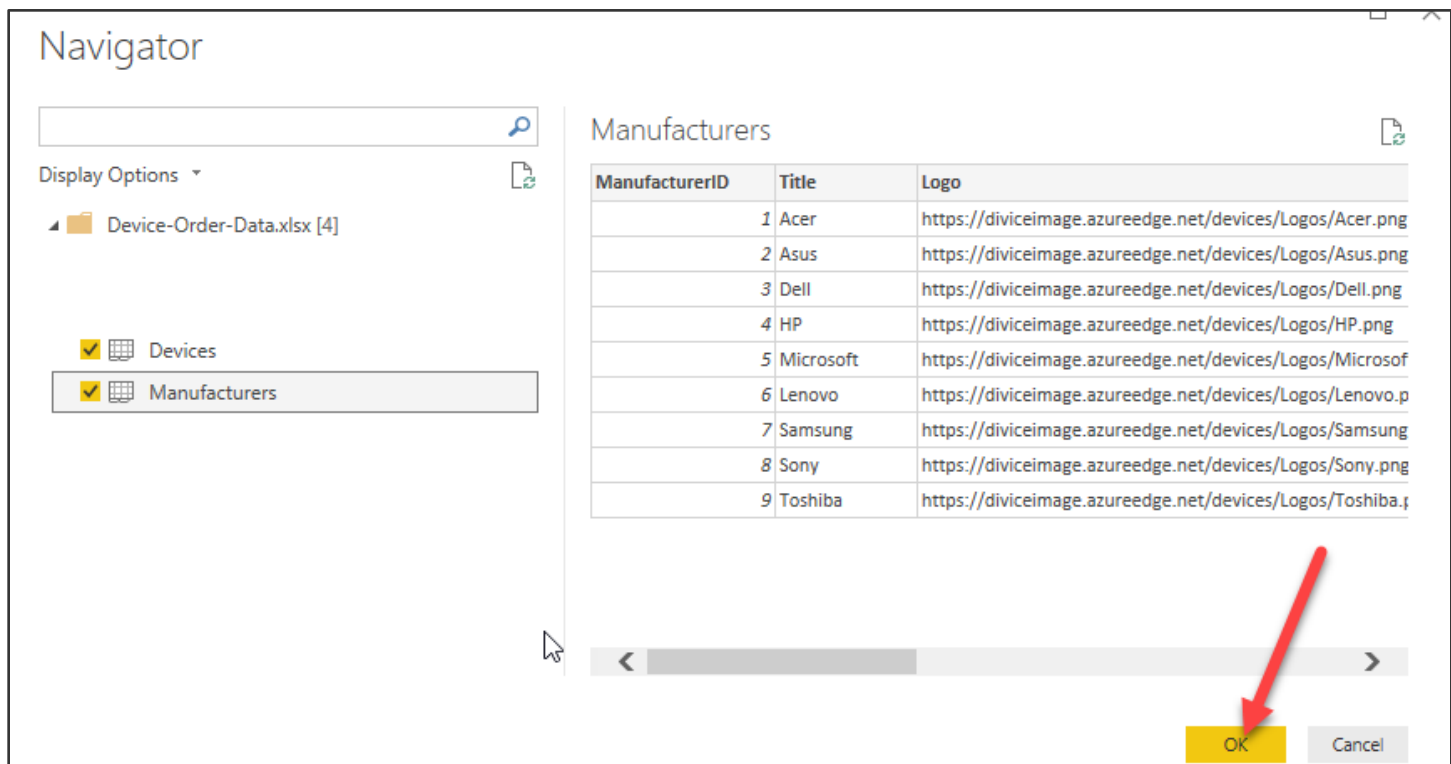 Navigator
Display Options
Device-Order-Data.xlsx [4]
Devices
Manufacturers
Manufacturers
ManufacturerID Title Logo
1 Acer https://diviceimage.azureedge.net/devices/Logos/Acer.png
2 Asus https://diviceimage.azureedge.net/devices/Logos/Asus.png
3 Dell https://diviceimage.azureedge.net/devices/Logos/Dell.png
4 HP https://diviceimage.azureedge.net/devices/Logos/HP.png
5 Microsoft https://diviceimage.azureedge.net/devices/Logos/Microsof
6 Lenovo https://diviceimage.azureedge.net/devices/Logos/Lenovo.p
7 Samsung https://diviceimage.azureedge.net/devices/Logos/Samsung
8 Sony https://diviceimage.azureedge.net/devices/Logos/Sony.png
9 Toshiba https://diviceimage.azureedge.net/devices/Logos/Toshiba.p
OK Cancel